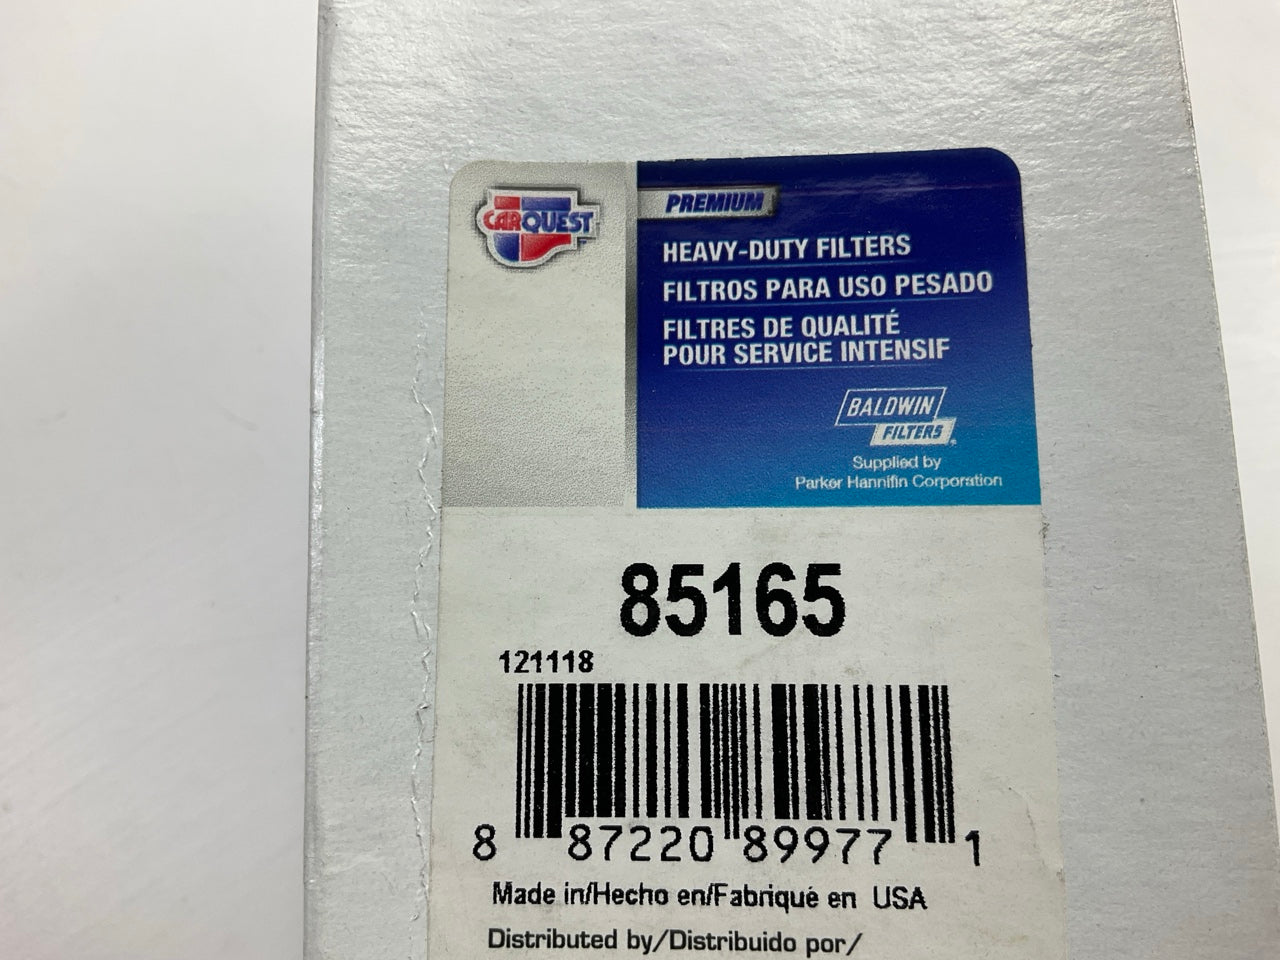 CARQUEST
PREMIUM
HEAVY-DUTY FILTERS
FILTROS PARA USO PESADO
FILTRES DE QUALITÉ
POUR SERVICE INTENSIF
BALDWIN
FILTERS®
Supplied by
Parker Hannifin Corporation
85165
121118
8 87220 89977 1
Made in/Hecho en/Fabriqué en USA
Distributed by/Distribuido por/